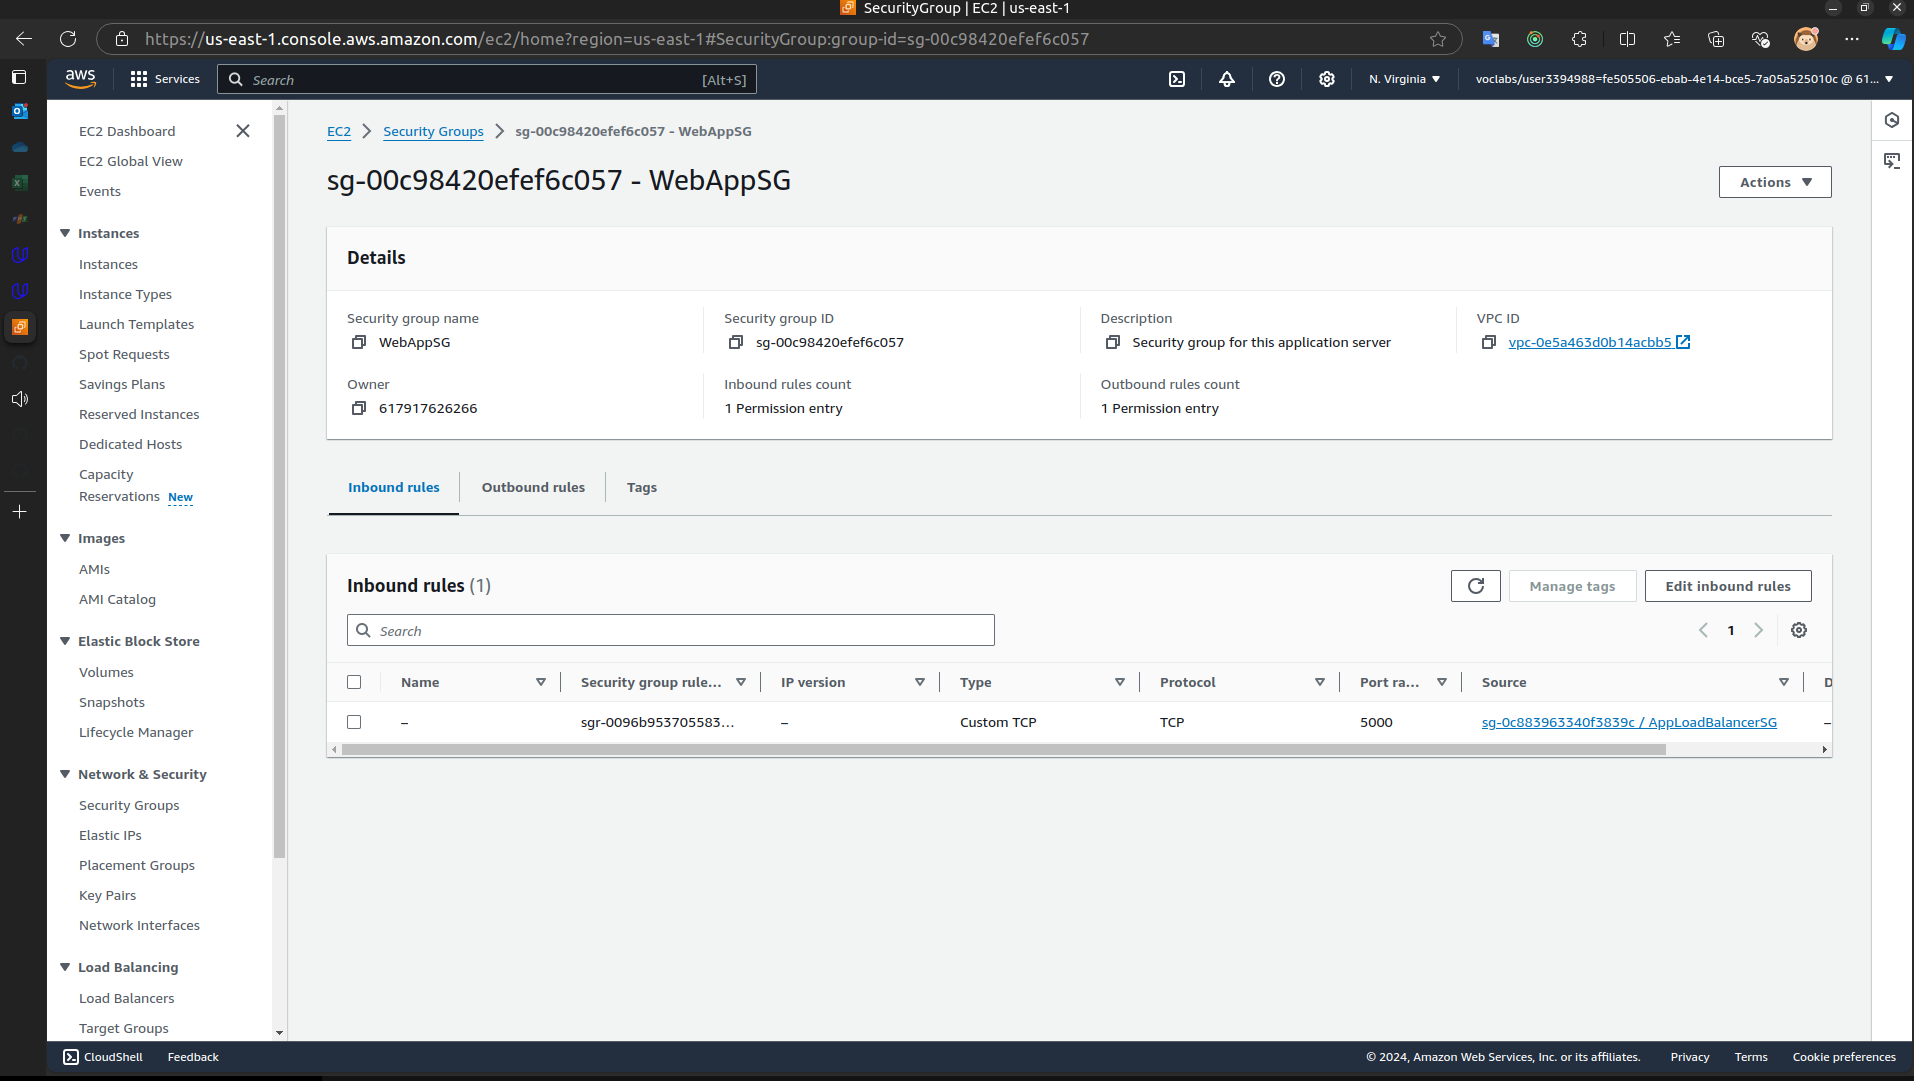 SecurityGroup | EC2 | us-east-1
https://us-east-1.console.aws.amazon.com/ec2/home?region=us-east-1#SecurityGroup:group-id=sg-00c98420efef6c057
aws
Services
Search
[Alt+S]
N. Virginia
voclabs/user3394988=fe505506-ebab-4e14-bce5-7a05a525010c @ 61...
EC2 Dashboard
EC2 Global View
Events
Instances
Instances
Instance Types
Launch Templates
Spot Requests
Savings Plans
Reserved Instances
Dedicated Hosts
Capacity
Reservations New
Images
AMIs
AMI Catalog
Elastic Block Store
Volumes
Snapshots
Lifecycle Manager
Network & Security
Security Groups
Elastic IPs
Placement Groups
Key Pairs
Network Interfaces
Load Balancing
Load Balancers
Target Groups
EC2
Security Groups
sg-00c98420efef6c057 - WebAppSG
sg-00c98420efef6c057 - WebAppSG
Actions
Details
Security group name
WebAppSG
Security group ID
sg-00c98420efef6c057
Description
Security group for this application server
VPC ID
vpc-0e5a463d0b14acbb5
Owner
617917626266
Inbound rules count
1 Permission entry
Outbound rules count
1 Permission entry
Inbound rules
Outbound rules
Tags
Inbound rules (1)
Manage tags
Edit inbound rules
Search
1
Name
Security group rule...
IP version
Type
Protocol
Port ra...
Source
D
–
sgr-0096b953705583...
–
Custom TCP
TCP
5000
sg-0c883963340f3839c / AppLoadBalancerSG
–
CloudShell
Feedback
© 2024, Amazon Web Services, Inc. or its affiliates.
Privacy
Terms
Cookie preferences